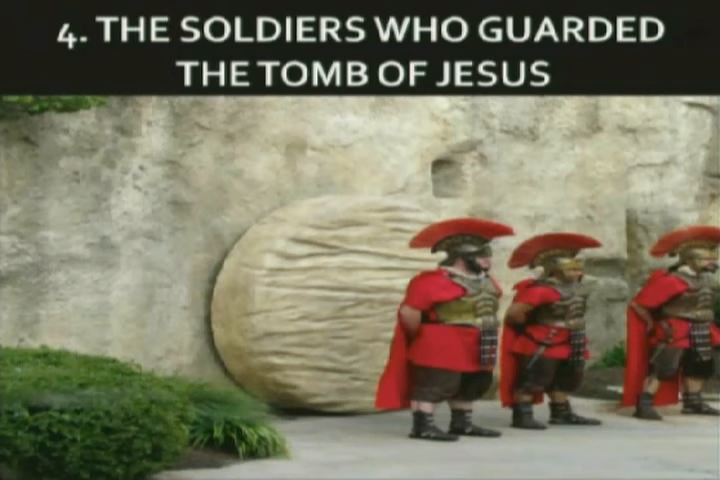 4. THE SOLDIERS WHO GUARDED
THE TOMB OF JESUS